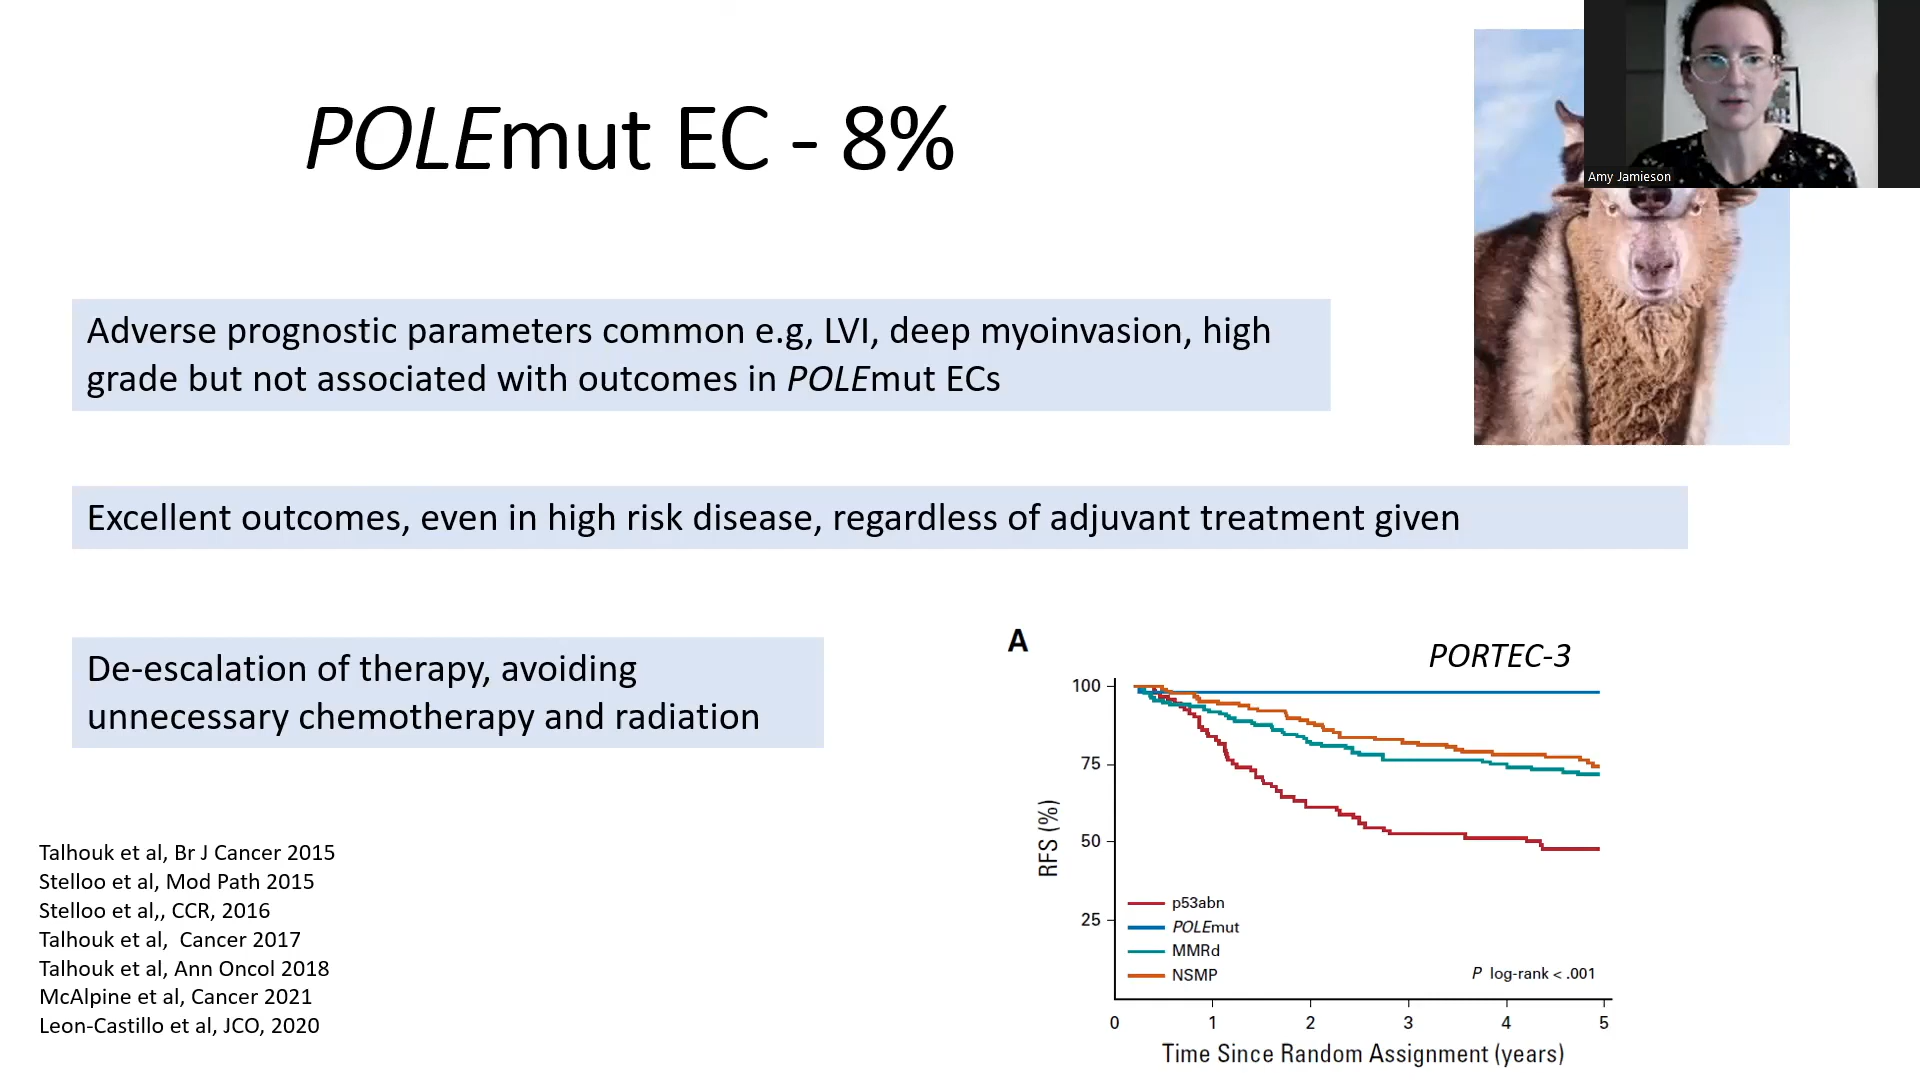 POLEmut EC - 8%
Amy Jamieson
Adverse prognostic parameters common e.g, LVI, deep myoinvasion, high
grade but not associated with outcomes in POLEmut ECs
Excellent outcomes, even in high risk disease, regardless of adjuvant treatment given
De-escalation of therapy, avoiding
unnecessary chemotherapy and radiation
Talhouk et al, Br J Cancer 2015
Stelloo et al, Mod Path 2015
Stelloo et al,, CCR, 2016
Talhouk et al,  Cancer 2017
Talhouk et al, Ann Oncol 2018
McAlpine et al, Cancer 2021
Leon-Castillo et al, JCO, 2020
A
PORTEC-3
100
75
50
25
RFS (%)
p53abn
POLEmut
MMRd
NSMP
P log-rank < .001
0 1 2 3 4 5
Time Since Random Assignment (years)